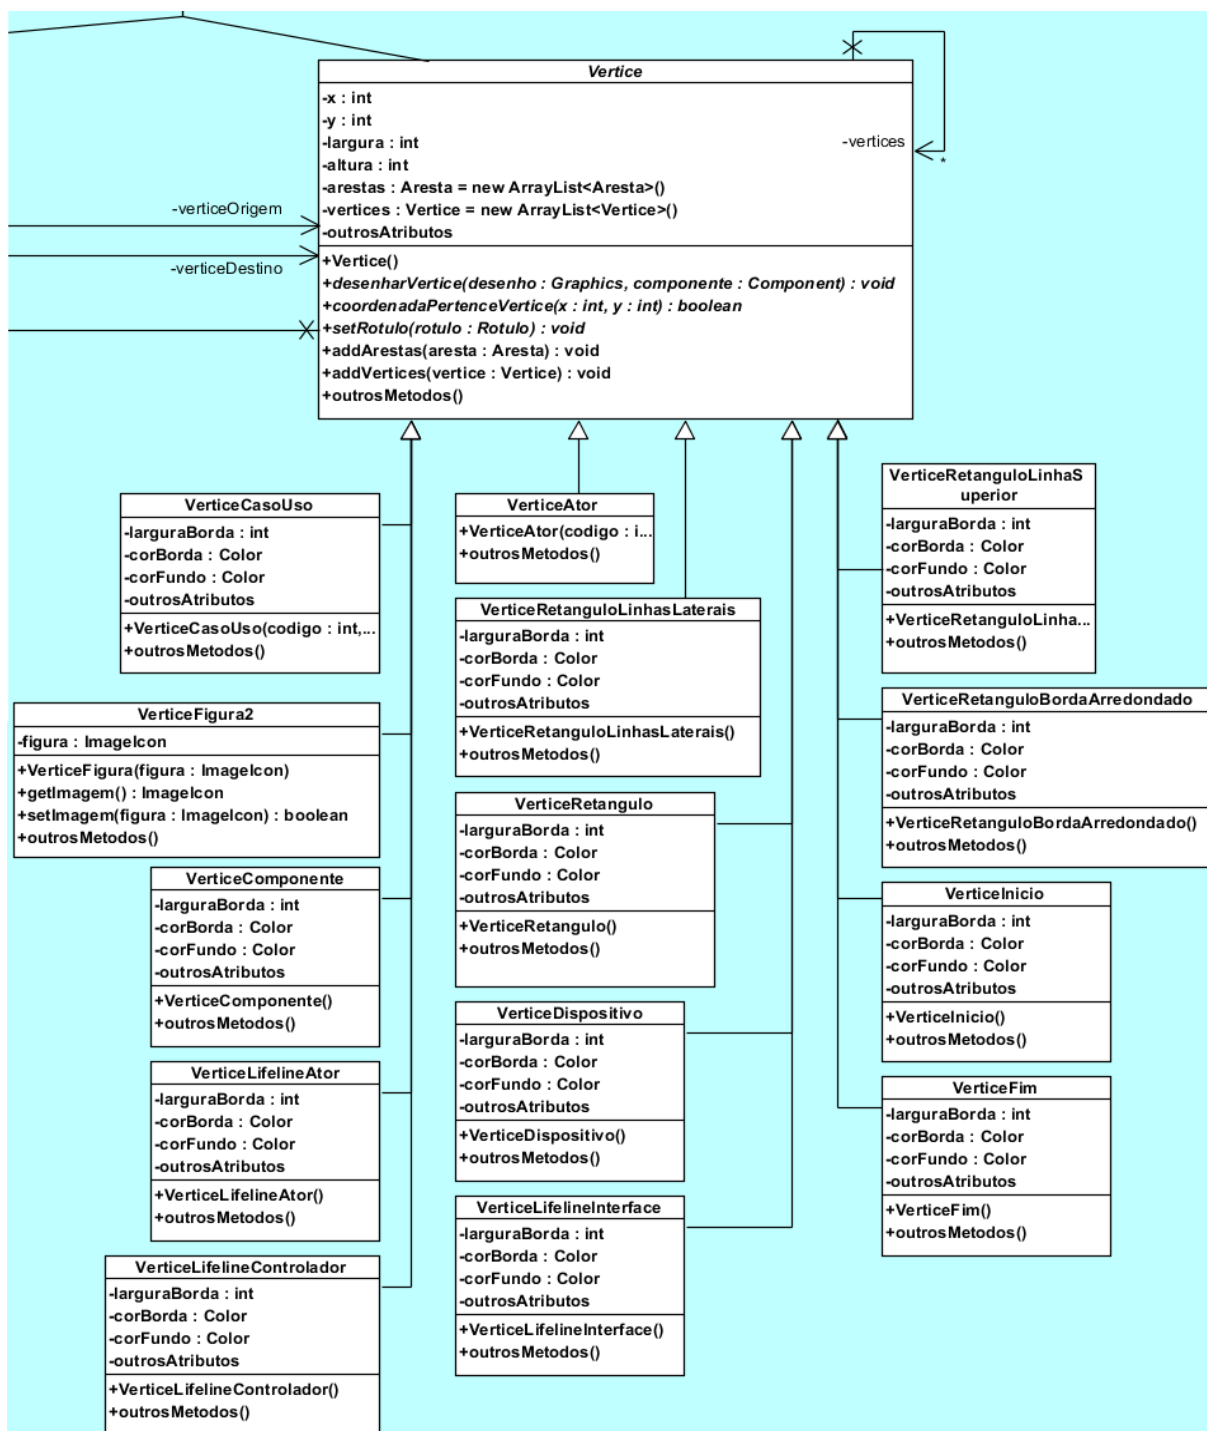 Vertice
-x : int
-y : int
-largura : int
-altura : int
-arestas : Aresta = new ArrayList<Aresta>()
-vertices : Vertice = new ArrayList<Vertice>()
-outrosAtributos
+Vertice()
+desenharVertice(desenho : Graphics, componente : Component) : void
+coordenadaPertenceVertice(x : int, y : int) : boolean
+setRotulo(rotulo : Rotulo) : void
+addArestas(aresta : Aresta) : void
+addVertices(vertice : Vertice) : void
+outrosMetodos()
-vertices
*
-verticeOrigem
-verticeDestino
VerticeCasoUso
-larguraBorda : int
-corBorda : Color
-corFundo : Color
-outrosAtributos
+VerticeCasoUso(codigo : int,...
+outrosMetodos()
VerticeFigura2
-figura : ImageIcon
+VerticeFigura(figura : ImageIcon)
+getImagem() : ImageIcon
+setImagem(figura : ImageIcon) : boolean
+outrosMetodos()
VerticeComponente
-larguraBorda : int
-corBorda : Color
-corFundo : Color
-outrosAtributos
+VerticeComponente()
+outrosMetodos()
VerticeLifelineAtor
-larguraBorda : int
-corBorda : Color
-corFundo : Color
-outrosAtributos
+VerticeLifelineAtor()
+outrosMetodos()
VerticeLifelineControlador
-larguraBorda : int
-corBorda : Color
-corFundo : Color
-outrosAtributos
+VerticeLifelineControlador()
+outrosMetodos()
VerticeAtor
+VerticeAtor(codigo : i...
+outrosMetodos()
VerticeRetanguloLinhasLaterais
-larguraBorda : int
-corBorda : Color
-corFundo : Color
-outrosAtributos
+VerticeRetanguloLinhasLaterais()
+outrosMetodos()
VerticeRetangulo
-larguraBorda : int
-corBorda : Color
-corFundo : Color
-outrosAtributos
+VerticeRetangulo()
+outrosMetodos()
VerticeDispositivo
-larguraBorda : int
-corBorda : Color
-corFundo : Color
-outrosAtributos
+VerticeDispositivo()
+outrosMetodos()
VerticeLifelineInterface
-larguraBorda : int
-corBorda : Color
-corFundo : Color
-outrosAtributos
+VerticeLifelineInterface()
+outrosMetodos()
VerticeRetanguloLinhaS
uperior
-larguraBorda : int
-corBorda : Color
-corFundo : Color
-outrosAtributos
+VerticeRetanguloLinha...
+outrosMetodos()
VerticeRetanguloBordaArredondado
-larguraBorda : int
-corBorda : Color
-corFundo : Color
-outrosAtributos
+VerticeRetanguloBordaArredondado()
+outrosMetodos()
VerticeInicio
-larguraBorda : int
-corBorda : Color
-corFundo : Color
-outrosAtributos
+VerticeInicio()
+outrosMetodos()
VerticeFim
-larguraBorda : int
-corBorda : Color
-corFundo : Color
-outrosAtributos
+VerticeFim()
+outrosMetodos()